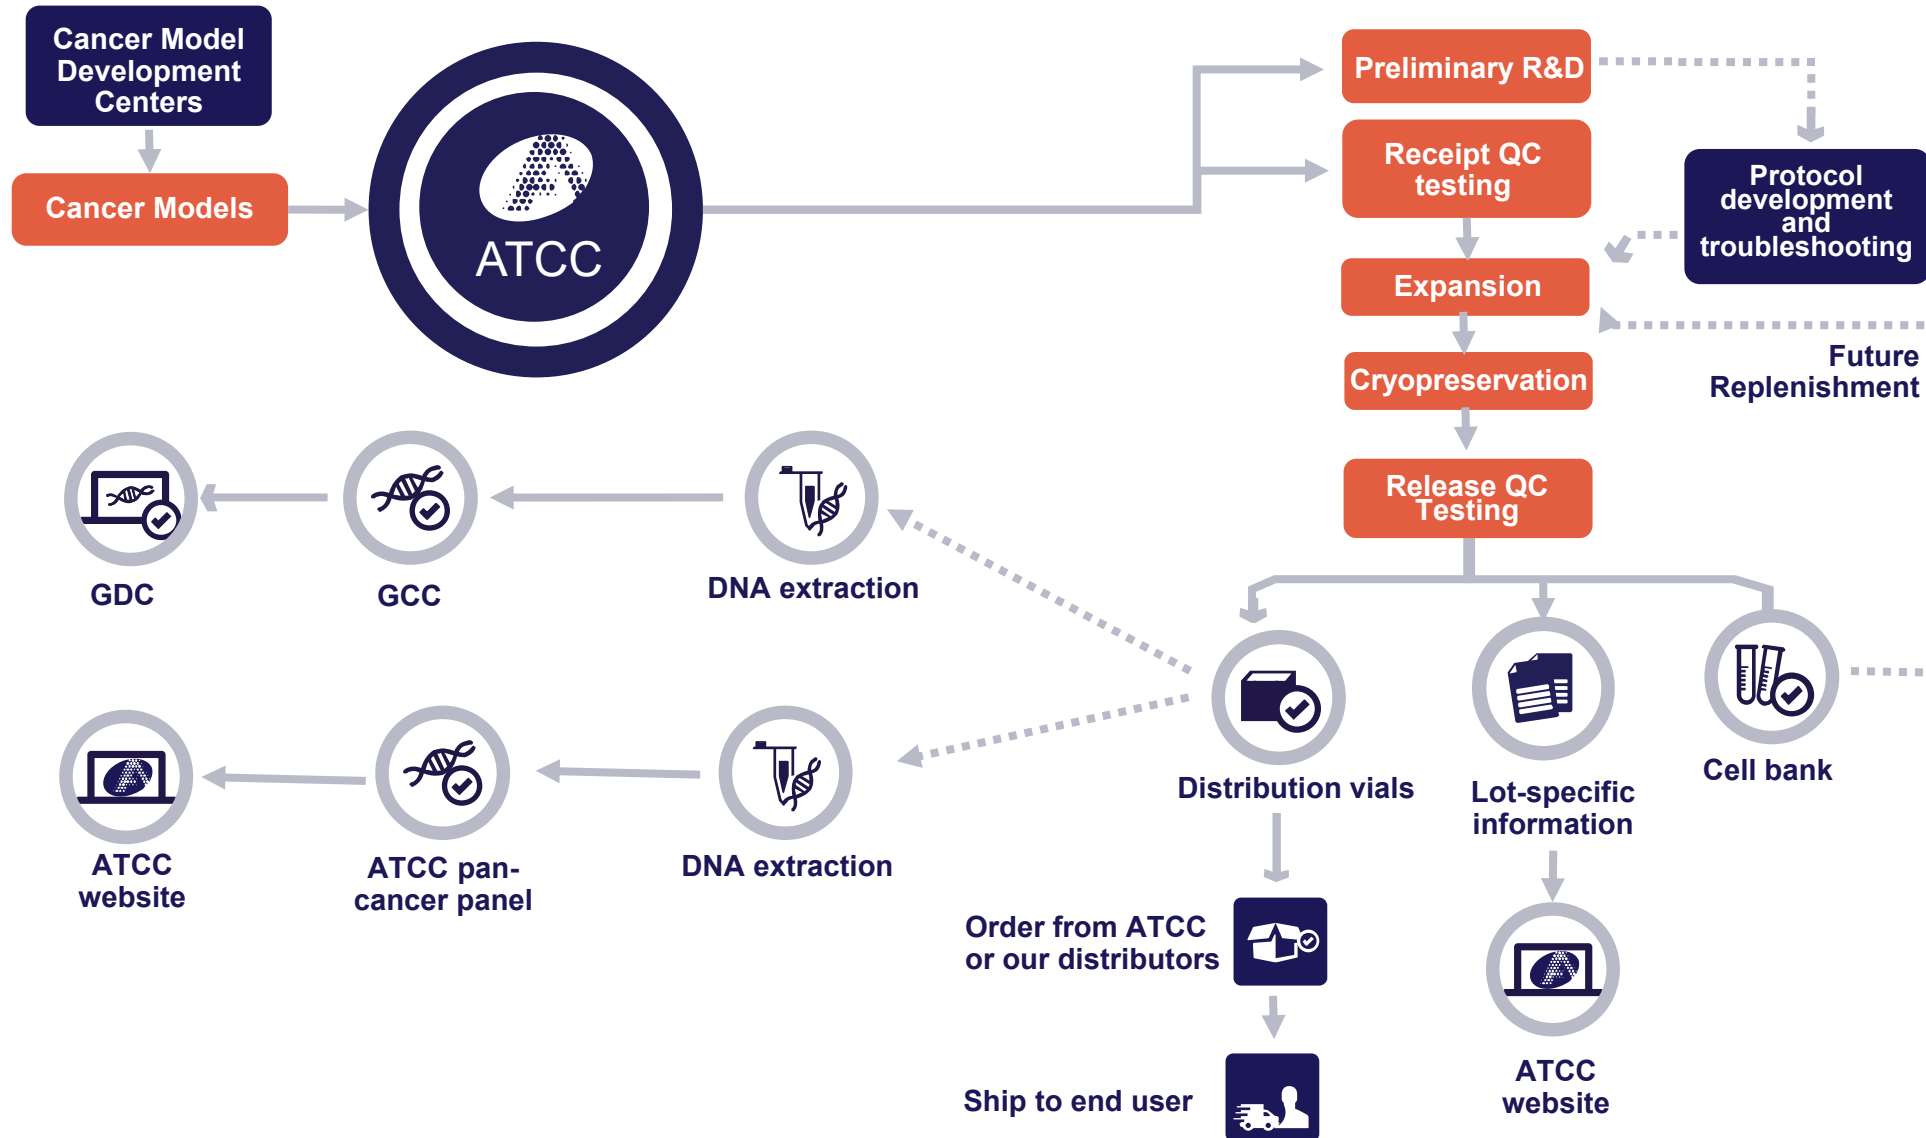 Cancer Model
Development
Centers
Cancer Models
ATCC
Preliminary R&D
Receipt QC
testing
Protocol
development
and
troubleshooting
Expansion
Future
Replenishment
Cryopreservation
Release QC
Testing
GDC
GCC
DNA extraction
Distribution vials
Lot-specific
information
Cell bank
ATCC
website
ATCC pan-
cancer panel
DNA extraction
Order from ATCC
or our distributors
Ship to end user
ATCC
website